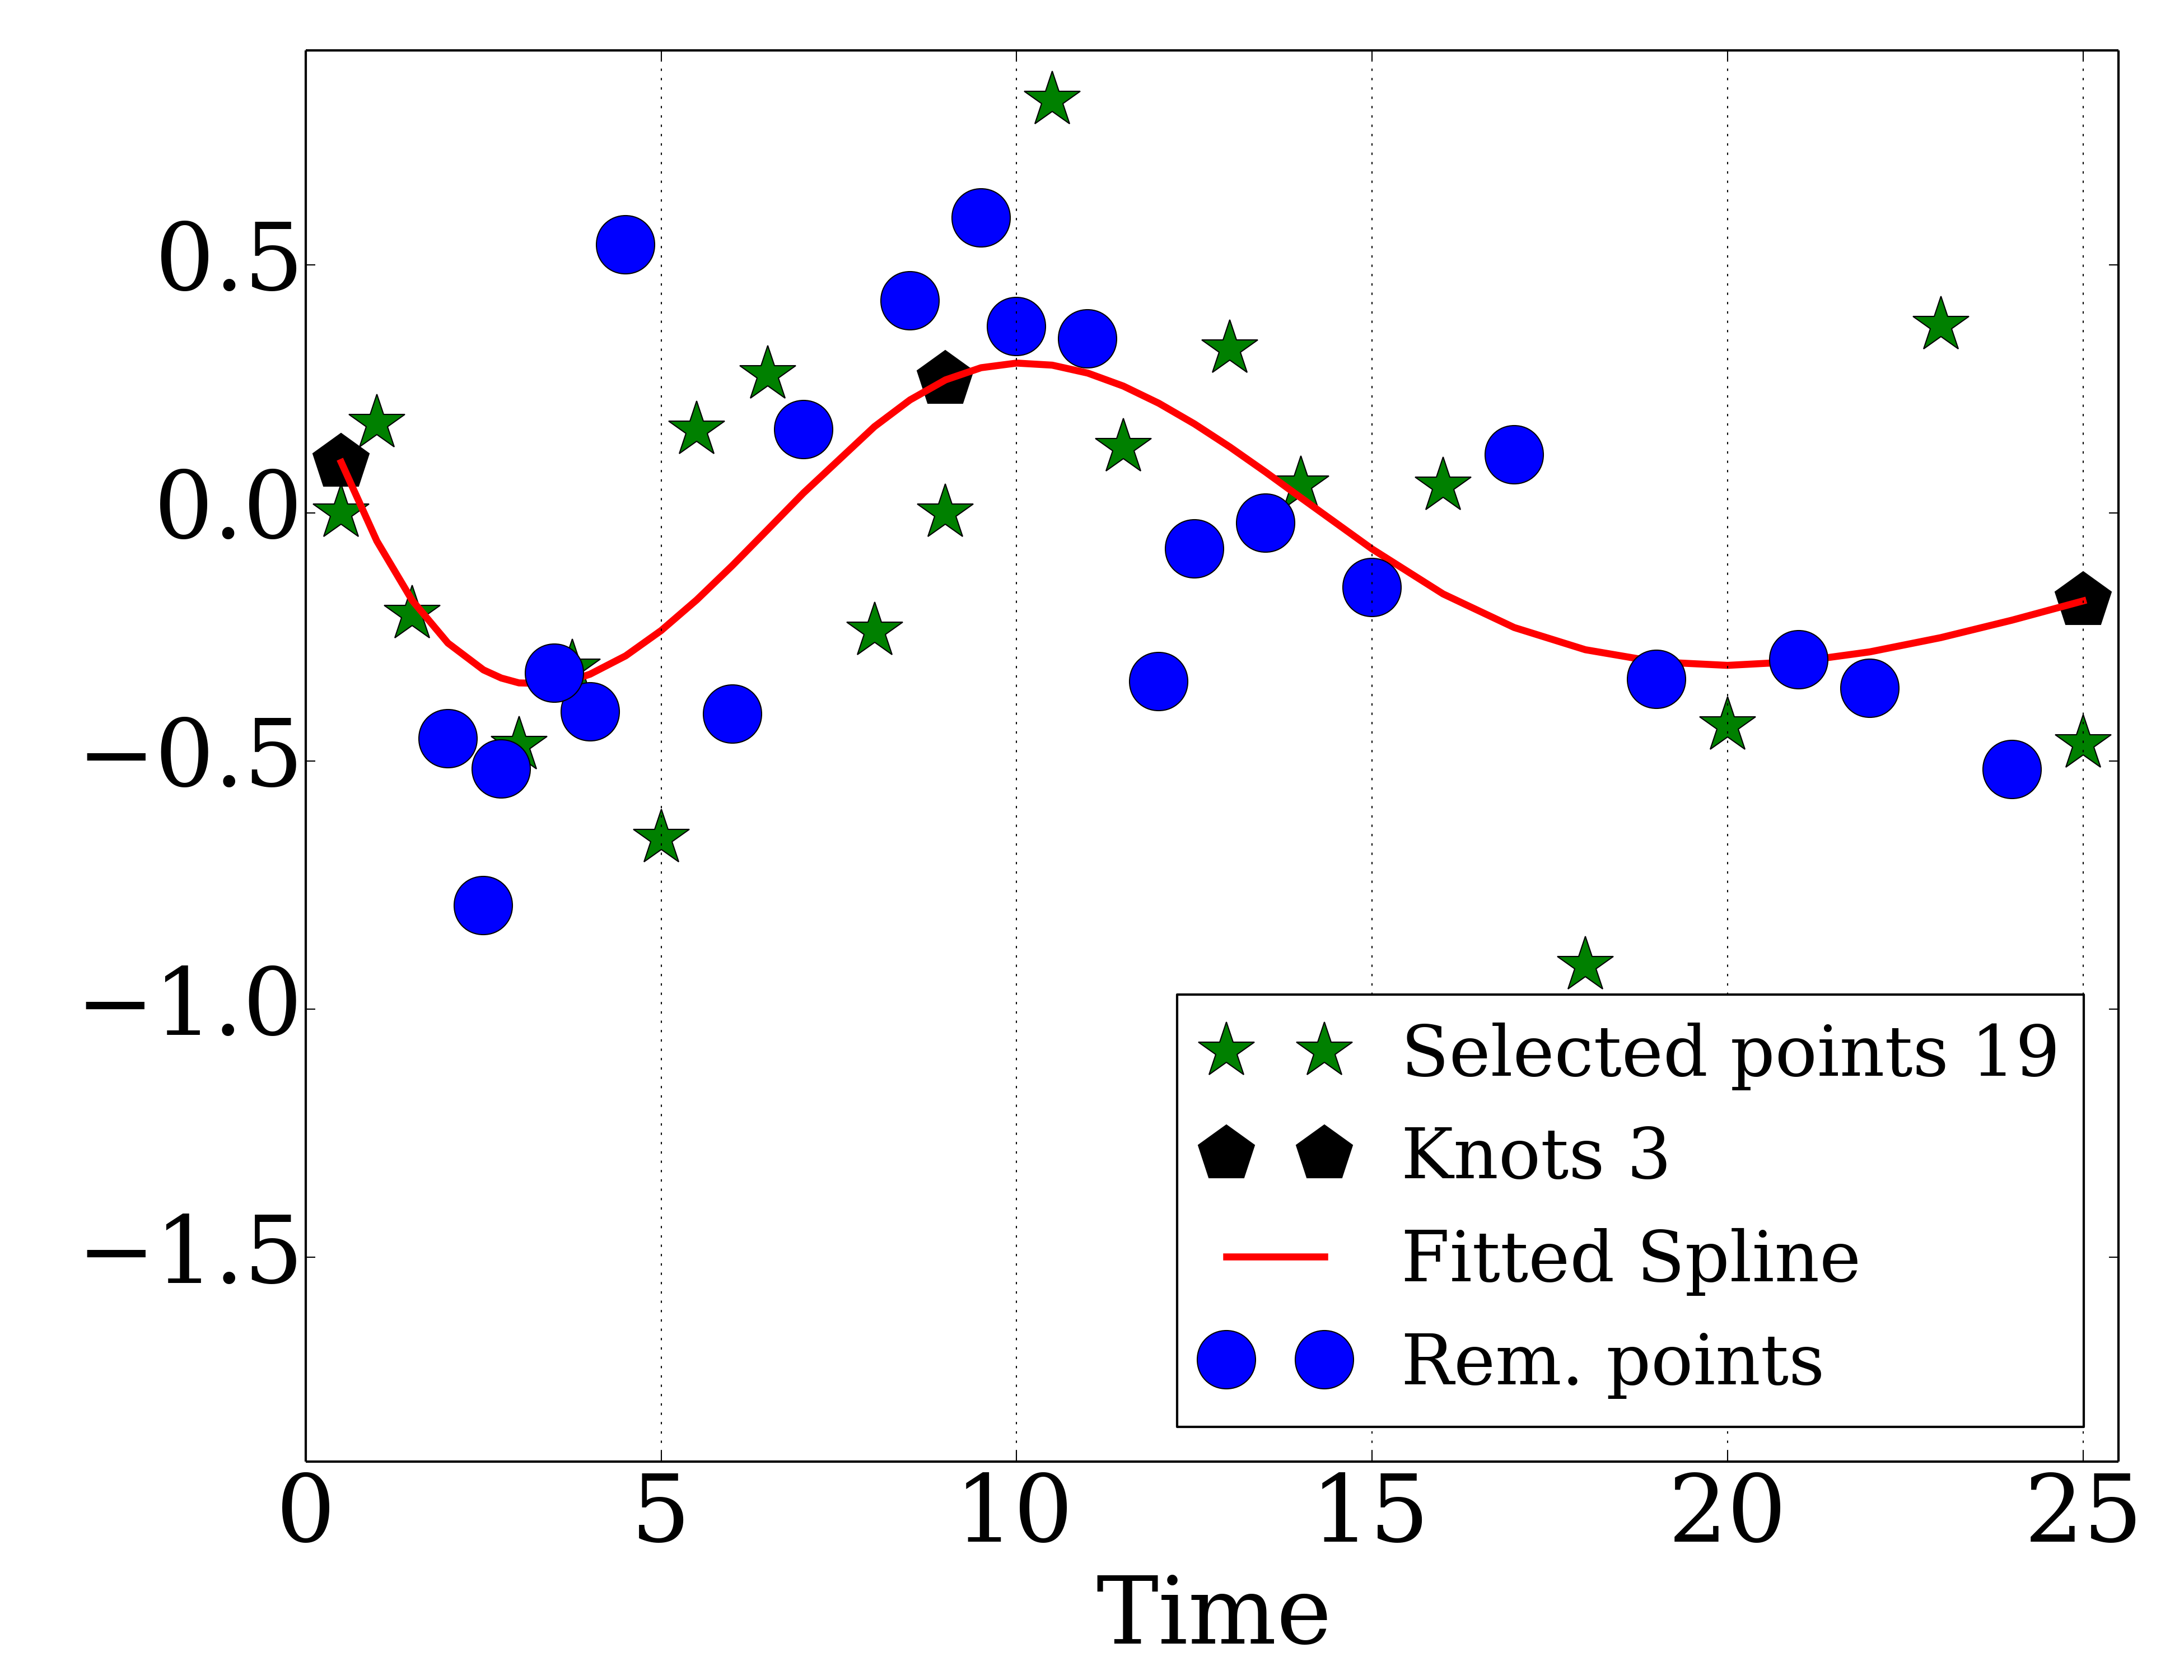 0.5
0.0
−0.5
−1.0
−1.5
Selected points 19
Knots 3
Fitted Spline
Rem. points
0 5 10 15 20 25
Time